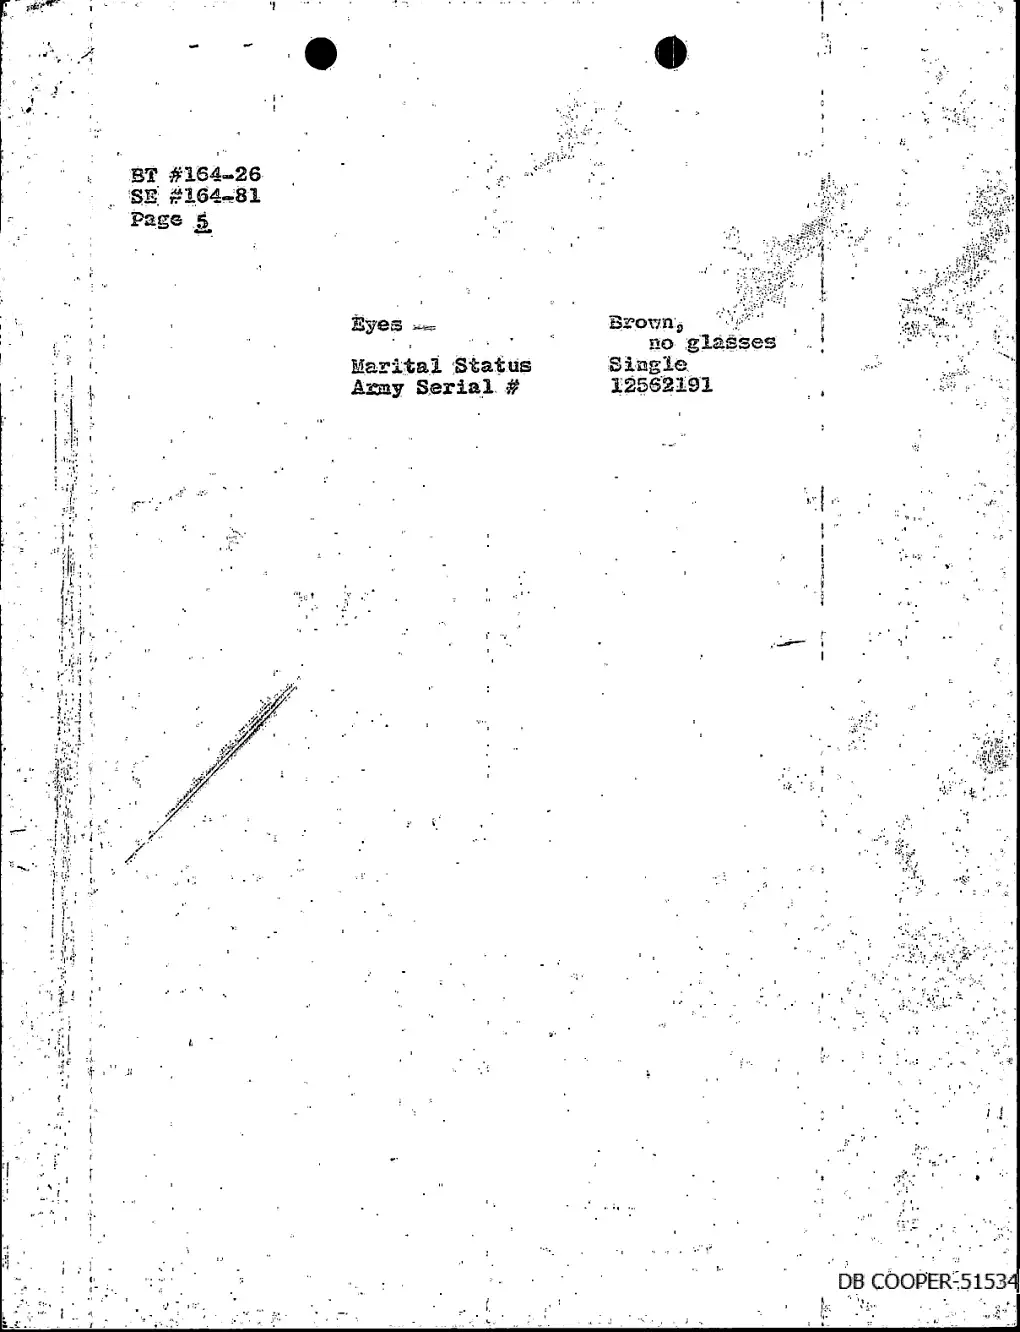 BT #164-26
SE #164-81
Page 5
Eyes Brown,
no glasses
Marital Status Single
Army Serial # 12562191
DB COOPER-51534